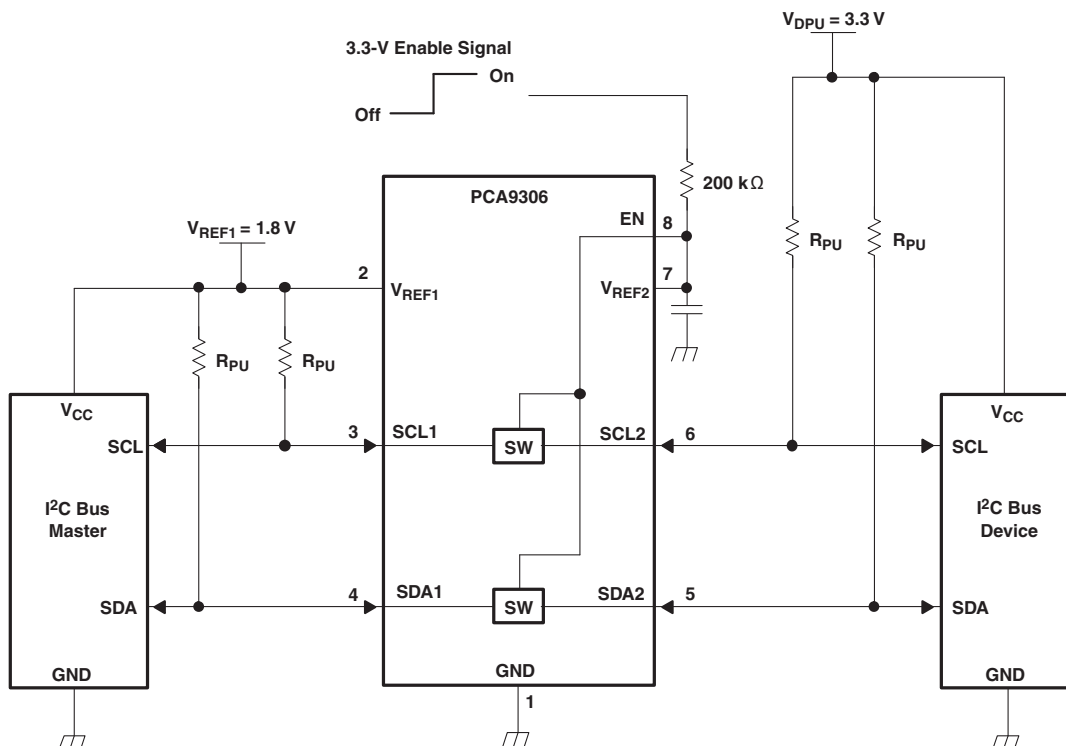 V_DPU = 3.3 V
3.3-V Enable Signal
On
Off
200 kΩ
PCA9306
EN
8
V_REF1 = 1.8 V
R_PU
R_PU
2
7
V_REF1
V_REF2
R_PU
R_PU
V_CC
V_CC
SCL
3
SCL1
SW
SCL2
6
SCL
I²C Bus
Master
I²C Bus
Device
SDA
4
SDA1
SW
SDA2
5
SDA
GND
GND
GND
1